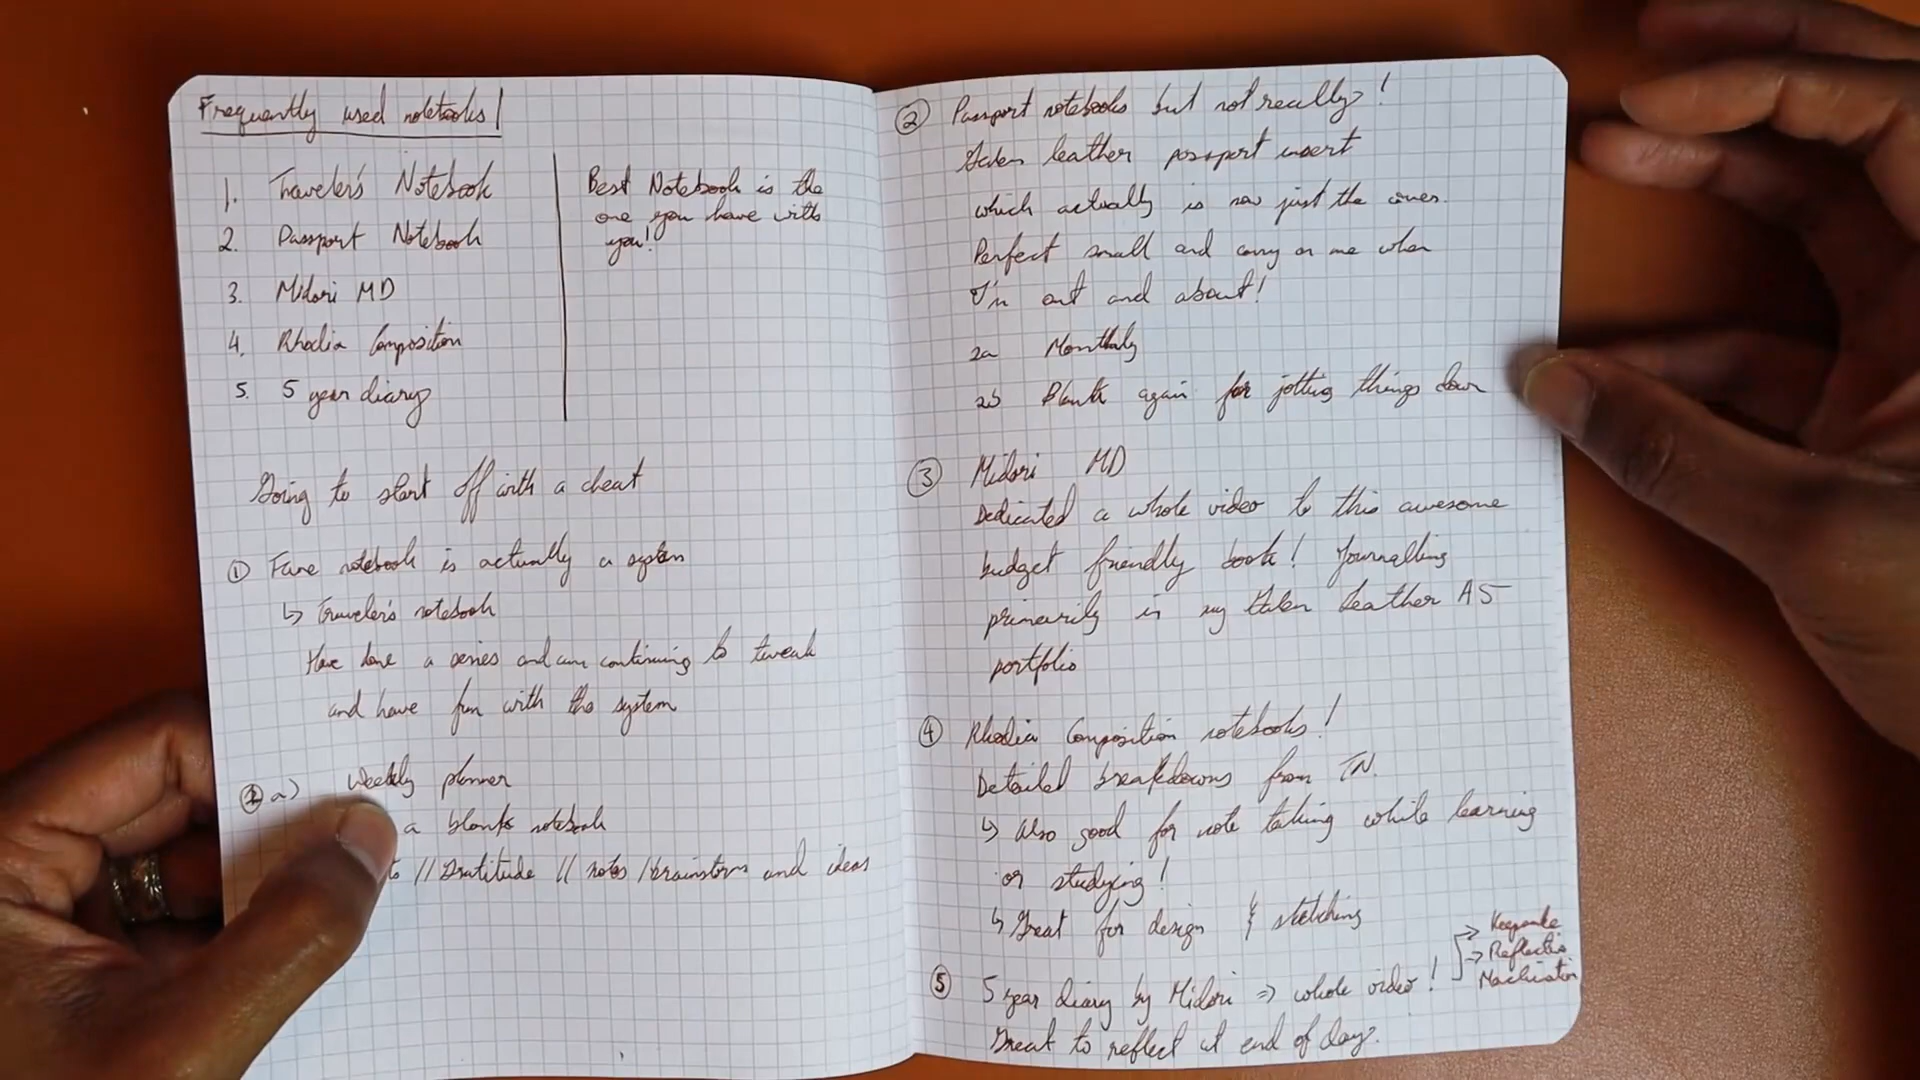 Frequently used notebooks
1. Traveler's Notebook
2. Passport Notebook
3. Midori MD
4. Rhodia Composition
5. 5 year diary
Best Notebook is the
one you have with
you!
Going to start off with a cheat
① Fave notebook is actually a system
↳ Traveler's notebook
Have done a series and am continuing to tweak
and have fun with the system
a) Weekly planner
a blank notebook
// Gratitude // notes / brainstorms and ideas
② Passport notebooks but not really!
Galen leather passport insert
which actually is now just the cover.
Perfect small and carry on me when
I'm out and about!
2a Monthly
2b Blank again for jotting things down
③ Midori MD
Dedicated a whole video to this awesome
budget friendly book! Journalling
primarily in my Galen Leather A5
portfolio
④ Rhodia Composition notebooks!
Detailed breakdowns from TN.
↳ Also good for note taking while learning
or studying!
↳ Great for design & sketching
⑤ 5 year diary by Midori => whole video!
→ Keepsake
→ Reflection
Great to reflect at end of day.